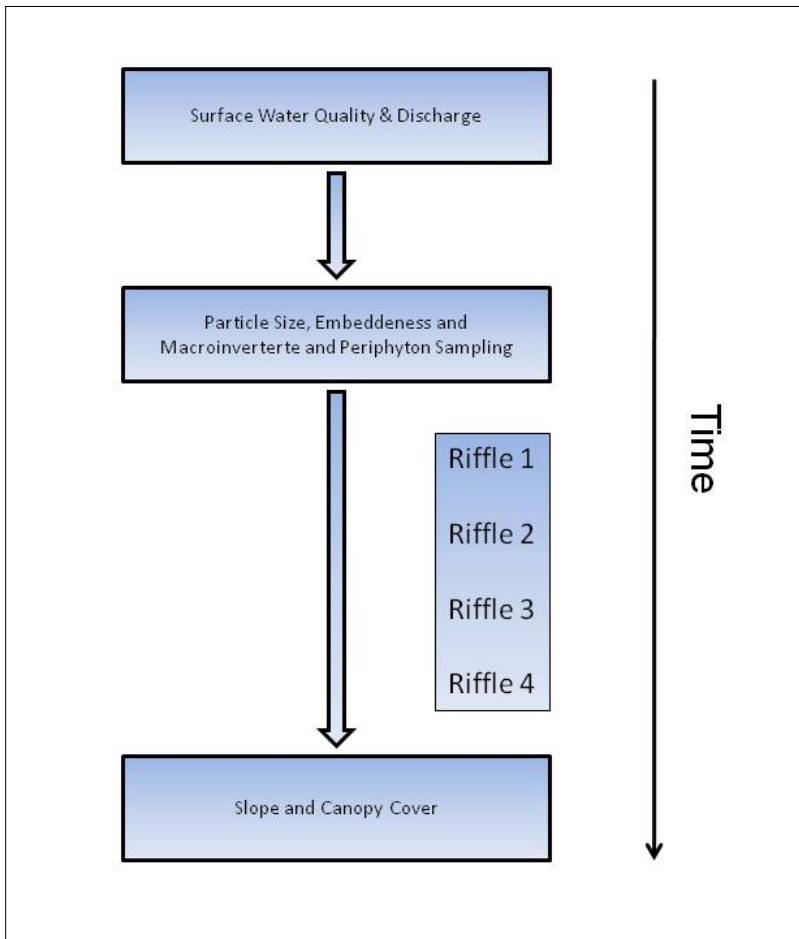 Surface Water Quality & Discharge
Particle Size, Embeddeness and
Macroinverterte and Periphyton Sampling
Riffle 1
Riffle 2
Riffle 3
Riffle 4
Slope and Canopy Cover
Time